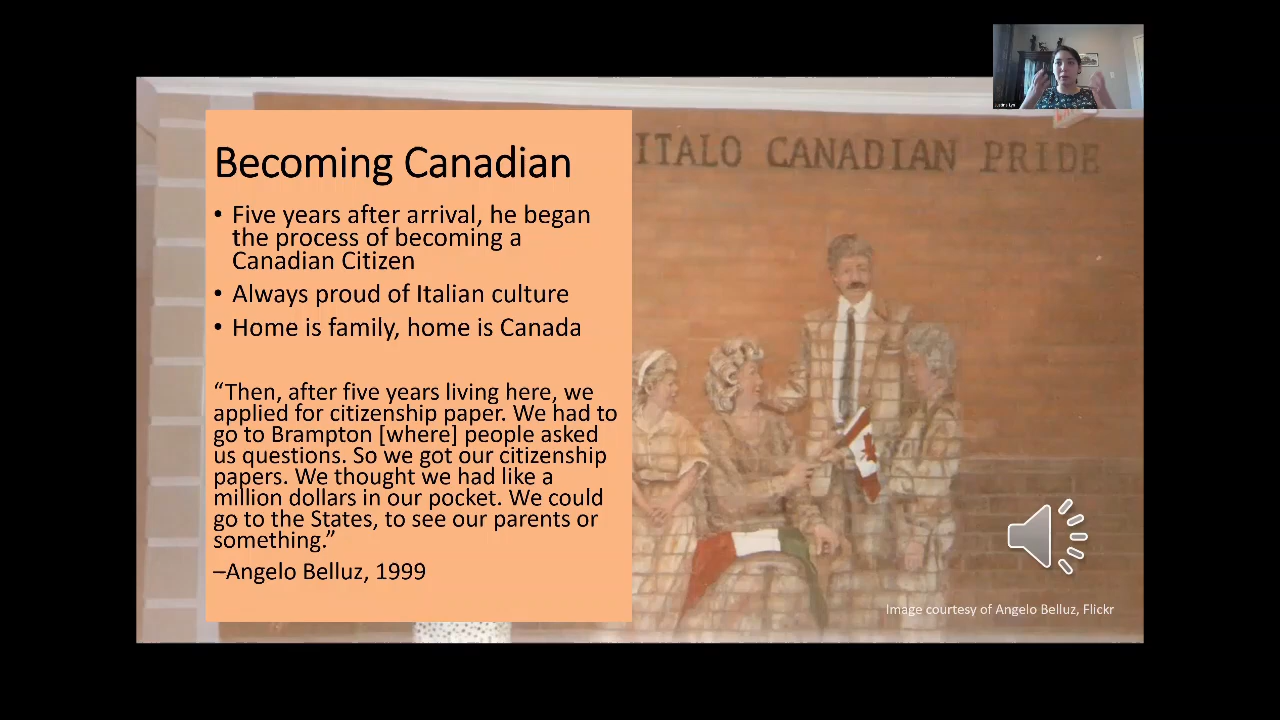 Becoming Canadian
• Five years after arrival, he began
the process of becoming a
Canadian Citizen
• Always proud of Italian culture
• Home is family, home is Canada
“Then, after five years living here, we
applied for citizenship paper. We had to
go to Brampton [where] people asked
us questions. So we got our citizenship
papers. We thought we had like a
million dollars in our pocket. We could
go to the States, to see our parents or
something.”
–Angelo Belluz, 1999
ITALO CANADIAN PRIDE
Image courtesy of Angelo Belluz, Flickr